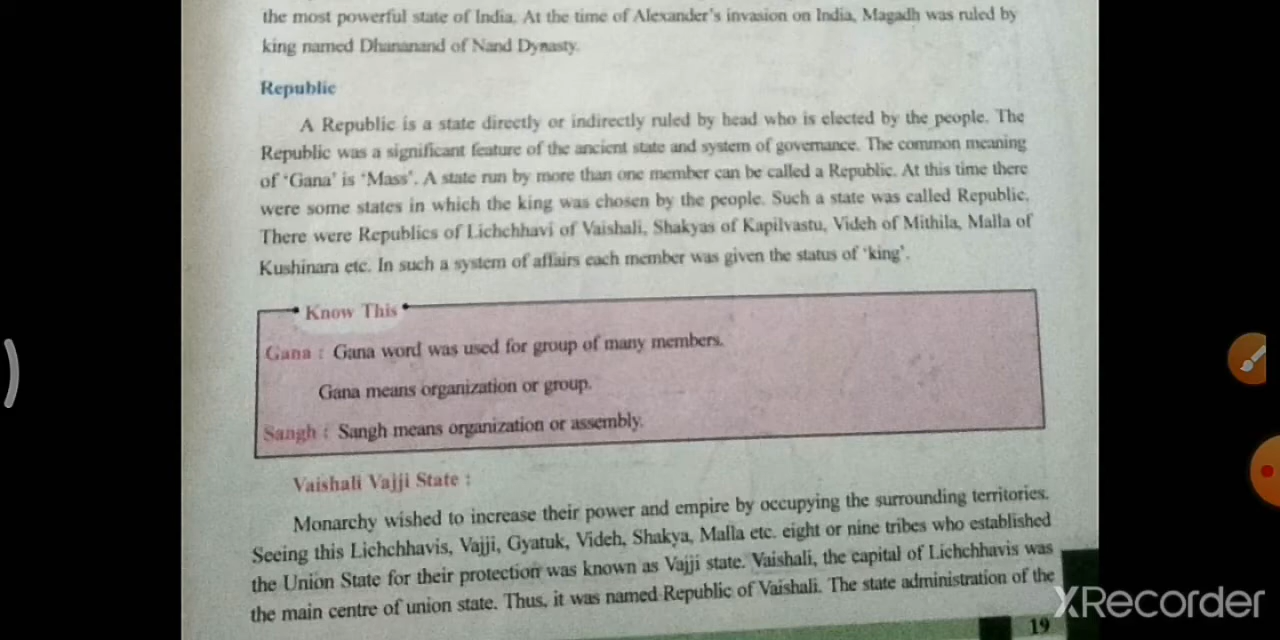 the most powerful state of India. At the time of Alexander's invasion on India, Magadh was ruled by
king named Dhananand of Nand Dynasty.
Republic
A Republic is a state directly or indirectly ruled by head who is elected by the people. The
Republic was a significant feature of the ancient state and system of governance. The common meaning
of 'Gana' is 'Mass'. A state run by more than one member can be called a Republic. At this time there
were some states in which the king was chosen by the people. Such a state was called Republic.
There were Republics of Lichchhavi of Vaishali, Shakyas of Kapilvastu, Videh of Mithila, Malla of
Kushinara etc. In such a system of affairs each member was given the status of 'king'.
Know This
Gana : Gana word was used for group of many members.
Gana means organization or group.
Sangh : Sangh means organization or assembly.
Vaishali Vajji State :
Monarchy wished to increase their power and empire by occupying the surrounding territories.
Seeing this Lichchhavis, Vajji, Gyatuk, Videh, Shakya, Malla etc. eight or nine tribes who established
the Union State for their protection was known as Vajji state. Vaishali, the capital of Lichchhavis was
the main centre of union state. Thus, it was named Republic of Vaishali. The state administration of the
19
XRecorder